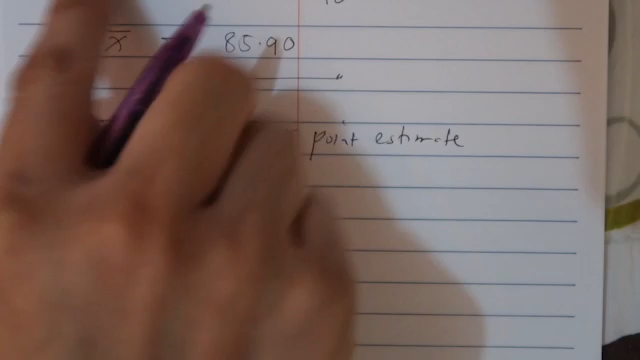 x̄ - 85.90
point estimate